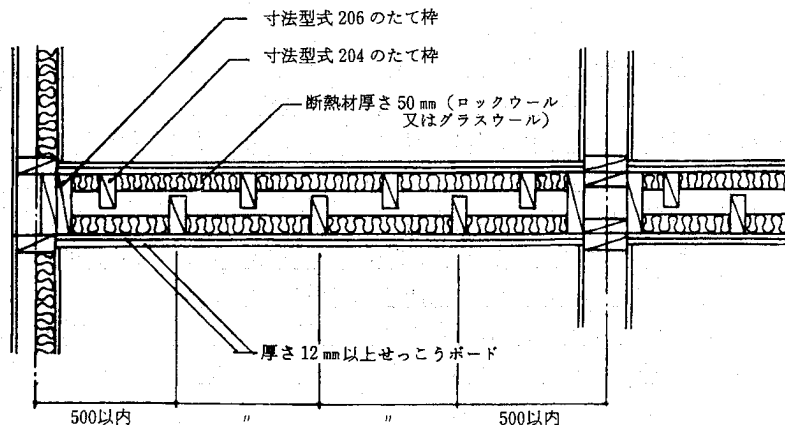 寸法型式 206 のたて枠
寸法型式 204 のたて枠
断熱材厚さ 50 mm（ロックウール
又はグラスウール）
厚さ 12 mm以上せっこうボード
500以内 〃 〃 500以内